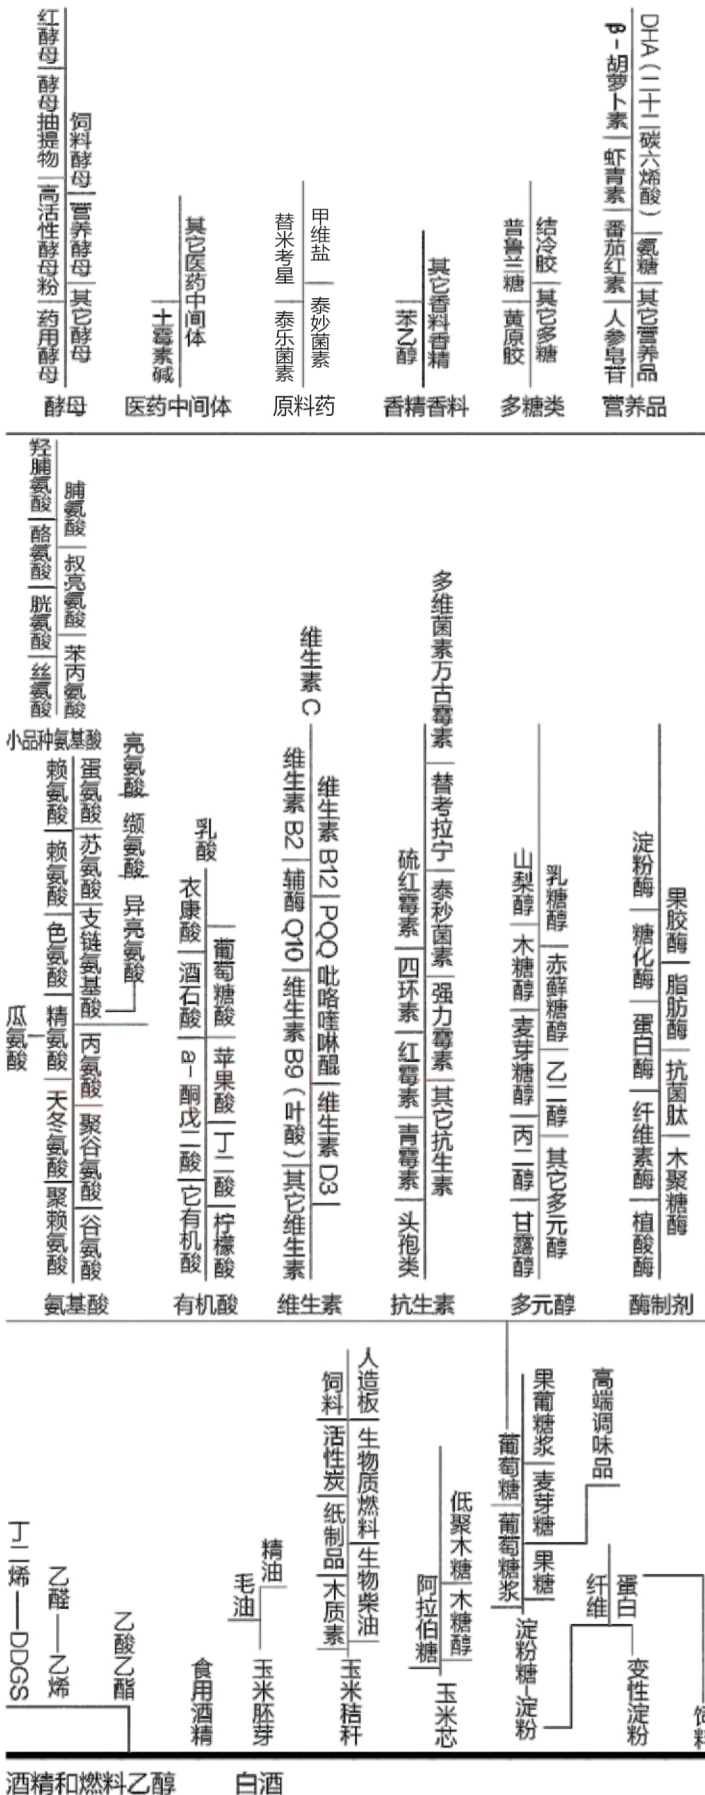 红酵母
酵母抽提物
高活性酵母粉
药用酵母
饲料酵母
营养酵母
其它酵母
酵母
其它医药中间体
土霉素碱
医药中间体
替米考星
泰乐菌素
甲维盐
泰妙菌素
原料药
其它香料香精
苯乙醇
香精香料
普鲁兰糖
黄原胶
结冷胶
其它多糖
多糖类
β-胡萝卜素
虾青素
番茄红素
人参皂苷
DHA(二十二碳六烯酸)
氨糖
其它营养品
营养品
羟脯氨酸
酪氨酸
胱氨酸
丝氨酸
脯氨酸
叔亮氨酸
苯丙氨酸
小品种氨基酸
赖氨酸
赖氨酸
色氨酸
精氨酸
天冬氨酸
聚赖氨酸
瓜氨酸
蛋氨酸
苏氨酸
支链氨基酸
丙氨酸
聚谷氨酸
谷氨酸
亮氨酸
缬氨酸
异亮氨酸
氨基酸
乳酸
衣康酸
酒石酸
a-酮戊二酸
它有机酸
葡萄糖酸
苹果酸
丁二酸
柠檬酸
有机酸
维生素 C
维生素 B2
辅酶 Q10
维生素 B9(叶酸)
其它维生素
维生素 B12
PQQ 吡咯喹啉醌
维生素 D3
维生素
多维菌素万古霉素
替考拉宁
泰秒菌素
强力霉素
其它抗生素
硫红霉素
四环素
红霉素
青霉素
头孢类
抗生素
山梨醇
木糖醇
麦芽糖醇
丙二醇
甘露醇
乳糖醇
赤藓糖醇
乙二醇
其它多元醇
多元醇
淀粉酶
糖化酶
蛋白酶
纤维素酶
植酸酶
果胶酶
脂肪酶
抗菌肽
木聚糖酶
酶制剂
丁二烯
DDGS
乙醛
乙烯
乙酸乙酯
食用酒精
毛油
精油
玉米胚芽
饲料
活性炭
纸制品
木质素
人造板
生物质燃料
生物柴油
玉米秸秆
阿拉伯糖
低聚木糖
木糖醇
玉米芯
葡萄糖
葡萄糖浆
果葡糖浆
麦芽糖
果糖
高端调味品
淀粉糖-淀粉
纤维
蛋白
变性淀粉
饲料
酒精和燃料乙醇
白酒